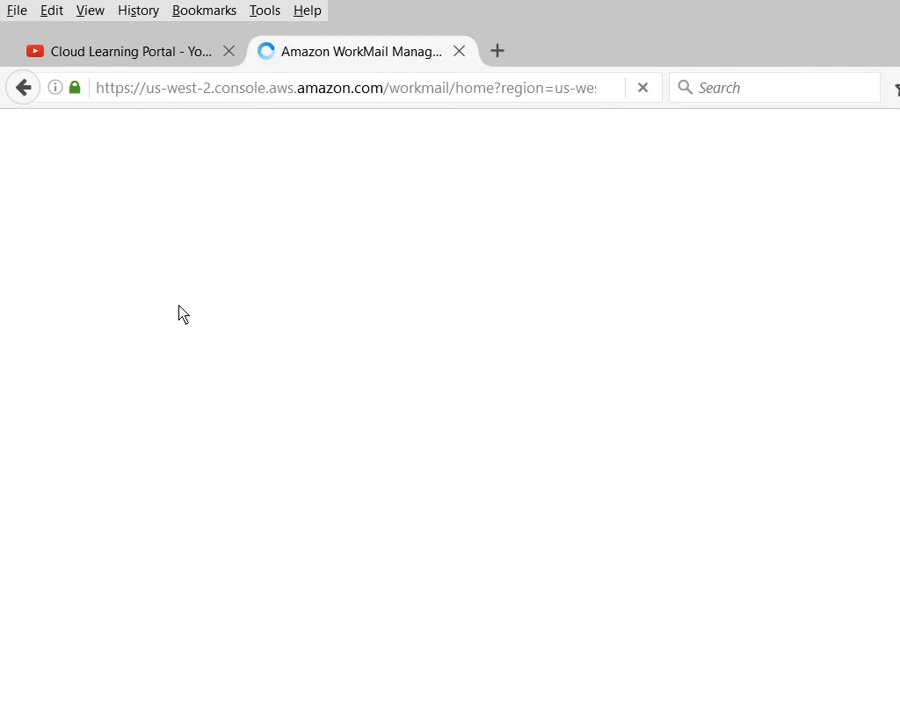 File Edit View History Bookmarks Tools Help
Cloud Learning Portal - Yo... Amazon WorkMail Manag...
https://us-west-2.console.aws.amazon.com/workmail/home?region=us-wes Search